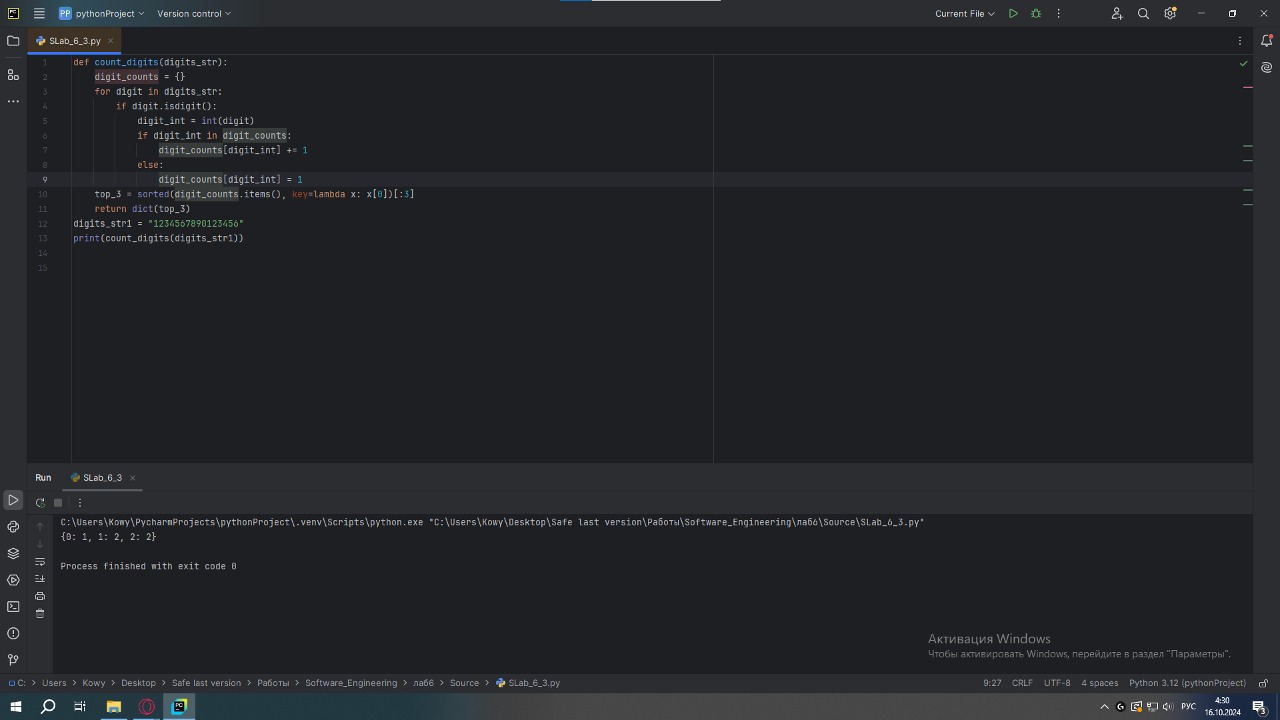 PC PP pythonProject Version control Current File
SLab_6_3.py
1 def count_digits(digits_str):
2 digit_counts = {}
3 for digit in digits_str:
4 if digit.isdigit():
5 digit_int = int(digit)
6 if digit_int in digit_counts:
7 digit_counts[digit_int] += 1
8 else:
9 digit_counts[digit_int] = 1
10 top_3 = sorted(digit_counts.items(), key=lambda x: x[0])[:3]
11 return dict(top_3)
12 digits_str1 = "1234567890123456"
13 print(count_digits(digits_str1))
14
15
Run SLab_6_3
C:\Users\Kowy\PycharmProjects\pythonProject\.venv\Scripts\python.exe "C:\Users\Kowy\Desktop\Safe last version\Работы\Software_Engineering\лаб6\Source\SLab_6_3.py"
{0: 1, 1: 2, 2: 2}
Process finished with exit code 0
Активация Windows
Чтобы активировать Windows, перейдите в раздел "Параметры".
C: Users Kowy Desktop Safe last version Работы Software_Engineering лаб6 Source SLab_6_3.py 9:27 CRLF UTF-8 4 spaces Python 3.12 (pythonProject)
PC РУС 4:30
16.10.2024